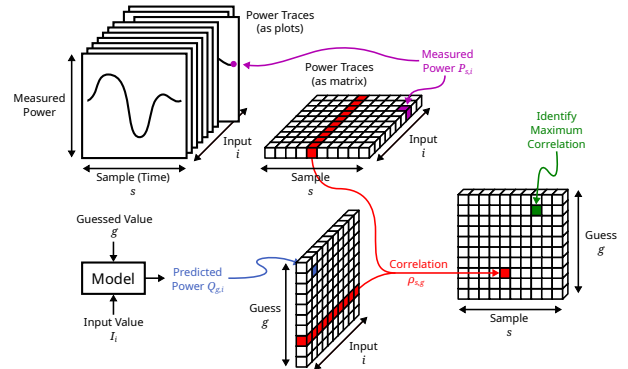 Power Traces
(as plots)
Measured
Power
Sample (Time)
s
Input
i
Power Traces
(as matrix)
Measured
Power P_{s,i}
Input
i
Sample
s
Identify
Maximum
Correlation
Guessed Value
g
Model
Input Value
I_i
Predicted
Power Q_{g,i}
Guess
g
Input
i
Correlation
ρ_{s,g}
Guess
g
Sample
s